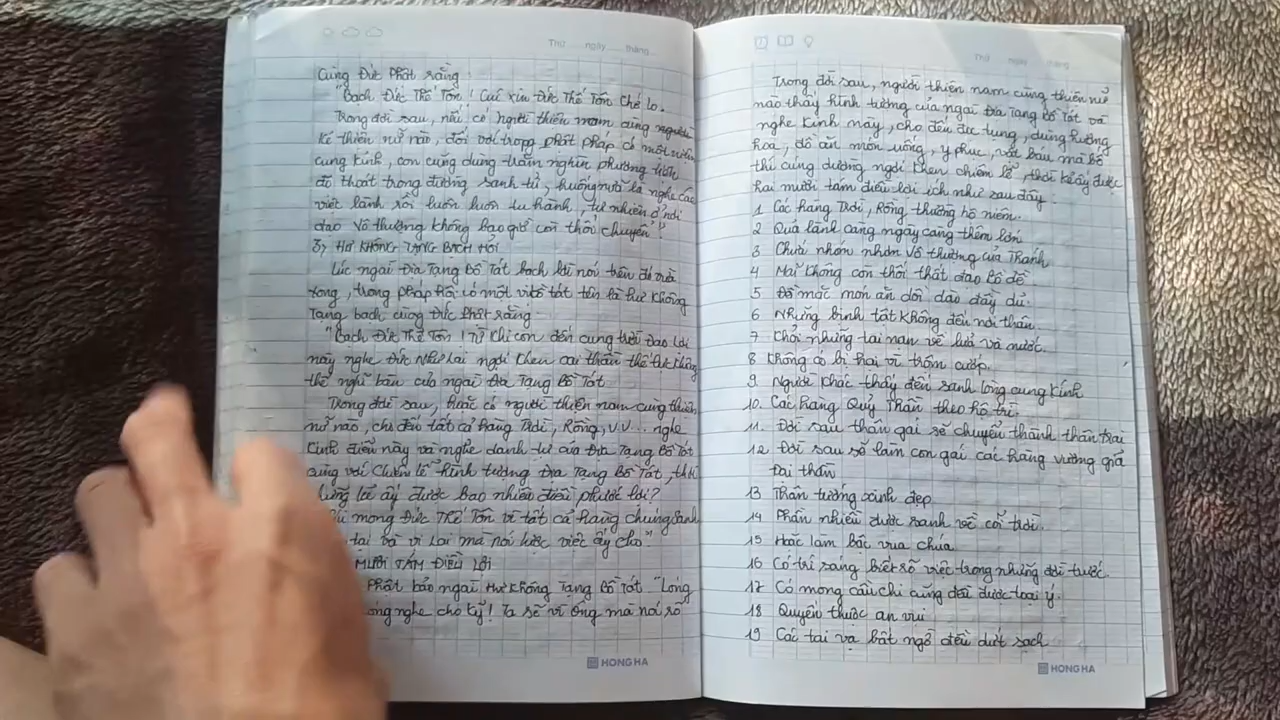 Thứ ngày tháng
Cùng Đức Phật rằng:
"Bạch Đức Thế Tôn! Cúi xin Đức Thế Tôn chớ lo.
Trong đời sau, nếu có người thiện nam cùng người
kẻ thiện nữ nào, đối với trong phật pháp có một niệm
cung kính, con cũng dùng trăm nghìn phương tiện
độ thoát trong đường sanh tử, huống nữa là nghe các
việc lành rồi luôn luôn tu hành, tự nhiên ở nơi
đạo Vô thượng không bao giờ còn thối chuyển"!
3, HƯ KHÔNG TẠNG BẠCH HỎI
Lúc ngài Địa Tạng Bồ Tát bạch lời nói trên đó vừa
xong, trong pháp hội có một vị bồ tát tên là Hư Không
Tạng bạch cùng Đức Phật rằng:
"Bạch Đức Thế Tôn! Từ khi con đến cung trời Đao Lợi
này nghe Đức Như Lai ngợi khen oai thần thế lực không
thể nghĩ bàn của ngài Địa Tạng Bồ Tát
Trong đời sau, hoặc có người thiện nam cùng thiện
nữ nào, cho đến tất cả hàng Trời, Rồng, v.v... nghe
Kinh điển này và nghe danh tự của Địa Tạng Bồ Tát
cùng với chiêm lễ hình tượng Địa Tạng Bồ Tát, thời
những kẻ ấy được bao nhiêu điều phước lợi?
mong Đức Thế Tôn vì tất cả hàng chúng sanh
tại và vị lai mà nói lược việc ấy cho"
MƯỜI TÁM ĐIỀU LỢI
Phật bảo ngài Hư Không Tạng Bồ Tát: "Lóng
lóng nghe cho kỹ! Ta sẽ vì ông mà nói rõ
HONG HA
Thứ ngày tháng
Trong đời sau, người thiện nam cùng thiện nữ
nào thấy hình tượng của ngài Địa Tạng Bồ Tát và
nghe kinh này, cho đến đọc tụng, dùng hương
hoa, đồ ăn món uống, y phục, vật báu mà bố
thí cúng dường ngợi khen chiêm lễ, thời kẻ ấy được
hai mươi tám điều lợi ích như sau đây:
1 Các hàng Trời, Rồng thường hộ niệm.
2 Quả lành càng ngày càng thêm lớn
3 Chứa nhóm nhơn vô thượng của Thánh
4 Mãi không còn thối thất đạo Bồ đề
5 Đồ mặc món ăn dồi dào đầy đủ
6 Những bịnh tật không đến nơi thân.
7 Khỏi những tai nạn về lửa và nước.
8 Không có bị hại vì trộm cướp.
9. Người khác thấy đến sanh lòng cung kính
10. Các hàng Quỷ Thần theo hộ trì.
11. Đời sau thân gái sẽ chuyển thành thân trai
12. Đời sau sẽ làm con gái các hàng vương giả
đại thần
13 Thân tướng xinh đẹp
14 Phần nhiều được sanh về cõi trời.
15 Hoặc làm bậc vua chúa
16 Có trí sáng biết rõ việc trong những đời trước.
17 Có mong cầu chi cũng đều được toại ý.
18 Quyến thuộc an vui
19 Các tai vạ bất ngờ đều dứt sạch
HONG HA